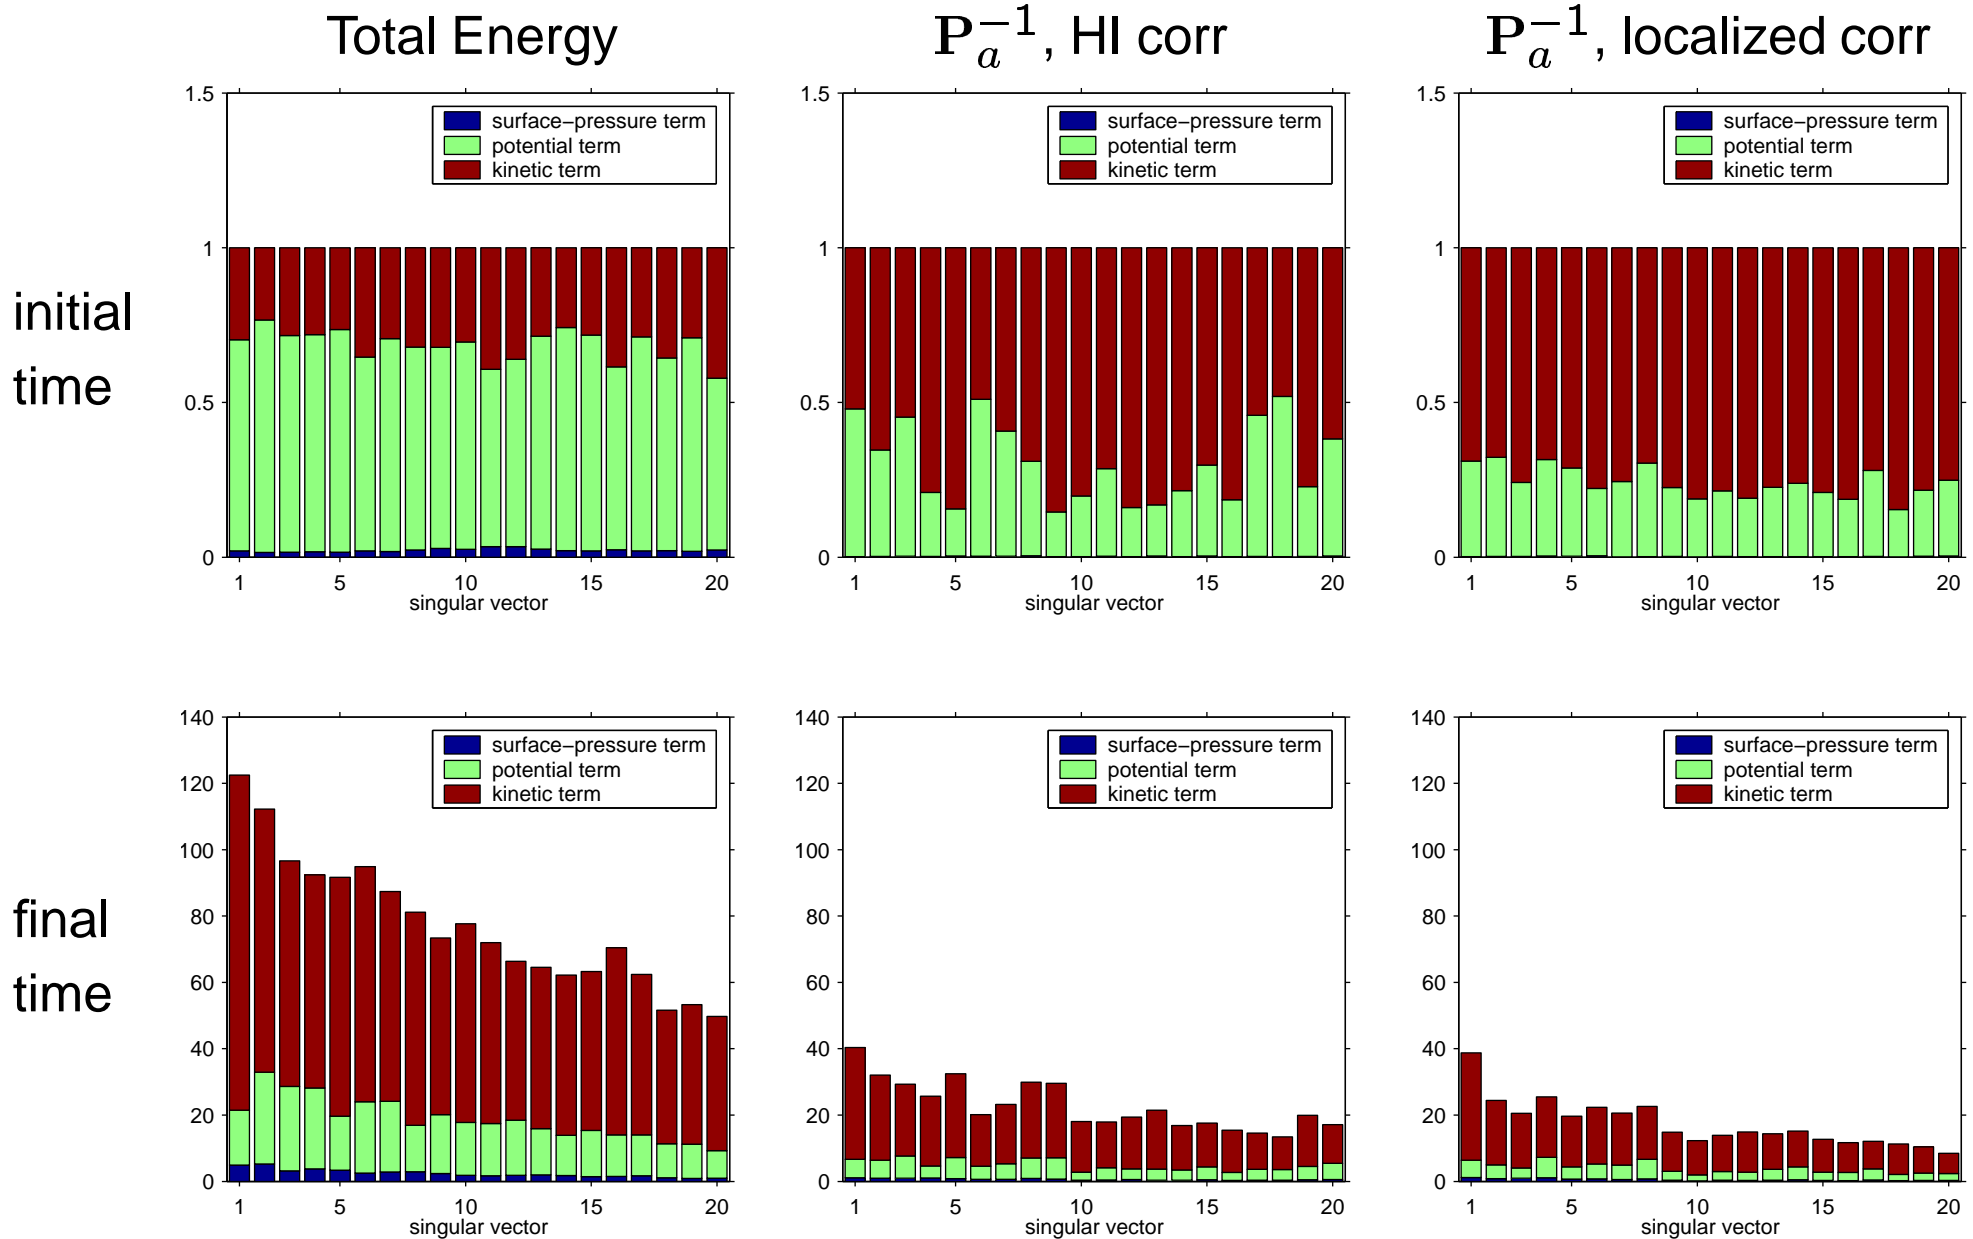 Total Energy
P_a^{-1}, HI corr
P_a^{-1}, localized corr
initial
time
1.5
1
0.5
0
surface−pressure term
potential term
kinetic term
1 5 10 15 20
singular vector
1.5
1
0.5
0
surface−pressure term
potential term
kinetic term
1 5 10 15 20
singular vector
1.5
1
0.5
0
surface−pressure term
potential term
kinetic term
1 5 10 15 20
singular vector
final
time
140
120
100
80
60
40
20
0
surface−pressure term
potential term
kinetic term
1 5 10 15 20
singular vector
140
120
100
80
60
40
20
0
surface−pressure term
potential term
kinetic term
1 5 10 15 20
singular vector
140
120
100
80
60
40
20
0
surface−pressure term
potential term
kinetic term
1 5 10 15 20
singular vector